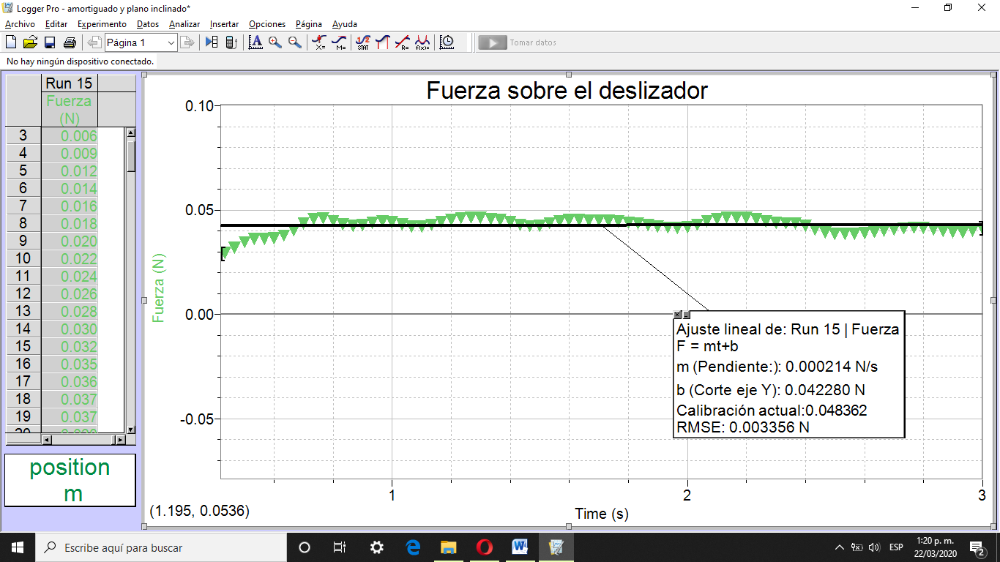 Logger Pro - amortiguado y plano inclinado*
Archivo Editar Experimento Datos Analizar Insertar Opciones Página Ayuda
Página 1
X= M= STAT R= f(x)= Tomar datos
No hay ningún dispositivo conectado.
Run 15
Fuerza
(N)
3 0.006
4 0.009
5 0.012
6 0.014
7 0.016
8 0.018
9 0.020
10 0.022
11 0.024
12 0.026
13 0.028
14 0.030
15 0.032
16 0.035
17 0.036
18 0.037
19 0.037
position
m
Fuerza sobre el deslizador
0.10
0.05
0.00
-0.05
Fuerza (N)
Ajuste lineal de: Run 15 | Fuerza
F = mt+b
m (Pendiente:): 0.000214 N/s
b (Corte eje Y): 0.042280 N
Calibración actual:0.048362
RMSE: 0.003356 N
1 2 3
(1.195, 0.0536)
Time (s)
Escribe aquí para buscar
ESP
1:20 p. m.
22/03/2020
2